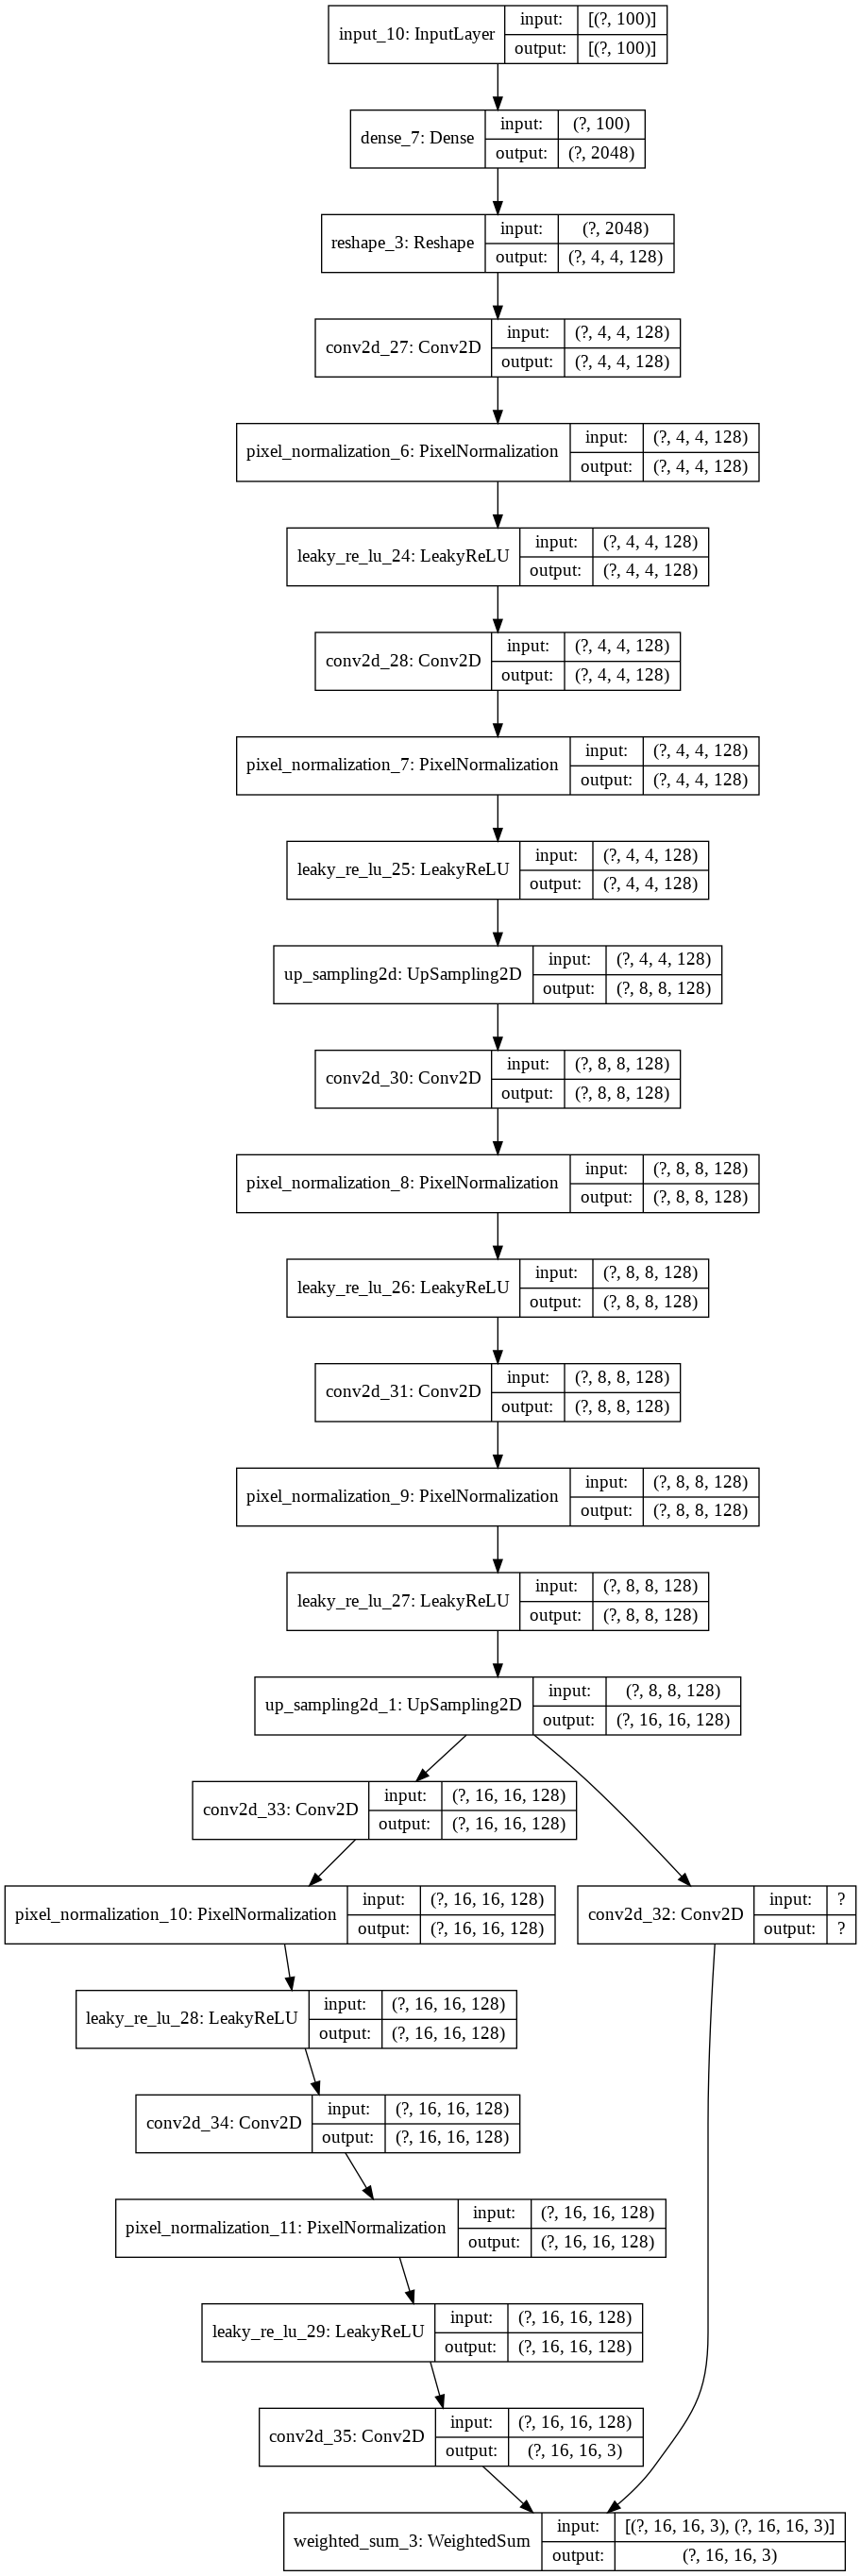 input_10: InputLayer
input: [(?, 100)]
output: [(?, 100)]
dense_7: Dense
input: (?, 100)
output: (?, 2048)
reshape_3: Reshape
input: (?, 2048)
output: (?, 4, 4, 128)
conv2d_27: Conv2D
input: (?, 4, 4, 128)
output: (?, 4, 4, 128)
pixel_normalization_6: PixelNormalization
input: (?, 4, 4, 128)
output: (?, 4, 4, 128)
leaky_re_lu_24: LeakyReLU
input: (?, 4, 4, 128)
output: (?, 4, 4, 128)
conv2d_28: Conv2D
input: (?, 4, 4, 128)
output: (?, 4, 4, 128)
pixel_normalization_7: PixelNormalization
input: (?, 4, 4, 128)
output: (?, 4, 4, 128)
leaky_re_lu_25: LeakyReLU
input: (?, 4, 4, 128)
output: (?, 4, 4, 128)
up_sampling2d: UpSampling2D
input: (?, 4, 4, 128)
output: (?, 8, 8, 128)
conv2d_30: Conv2D
input: (?, 8, 8, 128)
output: (?, 8, 8, 128)
pixel_normalization_8: PixelNormalization
input: (?, 8, 8, 128)
output: (?, 8, 8, 128)
leaky_re_lu_26: LeakyReLU
input: (?, 8, 8, 128)
output: (?, 8, 8, 128)
conv2d_31: Conv2D
input: (?, 8, 8, 128)
output: (?, 8, 8, 128)
pixel_normalization_9: PixelNormalization
input: (?, 8, 8, 128)
output: (?, 8, 8, 128)
leaky_re_lu_27: LeakyReLU
input: (?, 8, 8, 128)
output: (?, 8, 8, 128)
up_sampling2d_1: UpSampling2D
input: (?, 8, 8, 128)
output: (?, 16, 16, 128)
conv2d_33: Conv2D
input: (?, 16, 16, 128)
output: (?, 16, 16, 128)
pixel_normalization_10: PixelNormalization
input: (?, 16, 16, 128)
output: (?, 16, 16, 128)
conv2d_32: Conv2D
input: ?
output: ?
leaky_re_lu_28: LeakyReLU
input: (?, 16, 16, 128)
output: (?, 16, 16, 128)
conv2d_34: Conv2D
input: (?, 16, 16, 128)
output: (?, 16, 16, 128)
pixel_normalization_11: PixelNormalization
input: (?, 16, 16, 128)
output: (?, 16, 16, 128)
leaky_re_lu_29: LeakyReLU
input: (?, 16, 16, 128)
output: (?, 16, 16, 128)
conv2d_35: Conv2D
input: (?, 16, 16, 128)
output: (?, 16, 16, 3)
weighted_sum_3: WeightedSum
input: [(?, 16, 16, 3), (?, 16, 16, 3)]
output: (?, 16, 16, 3)